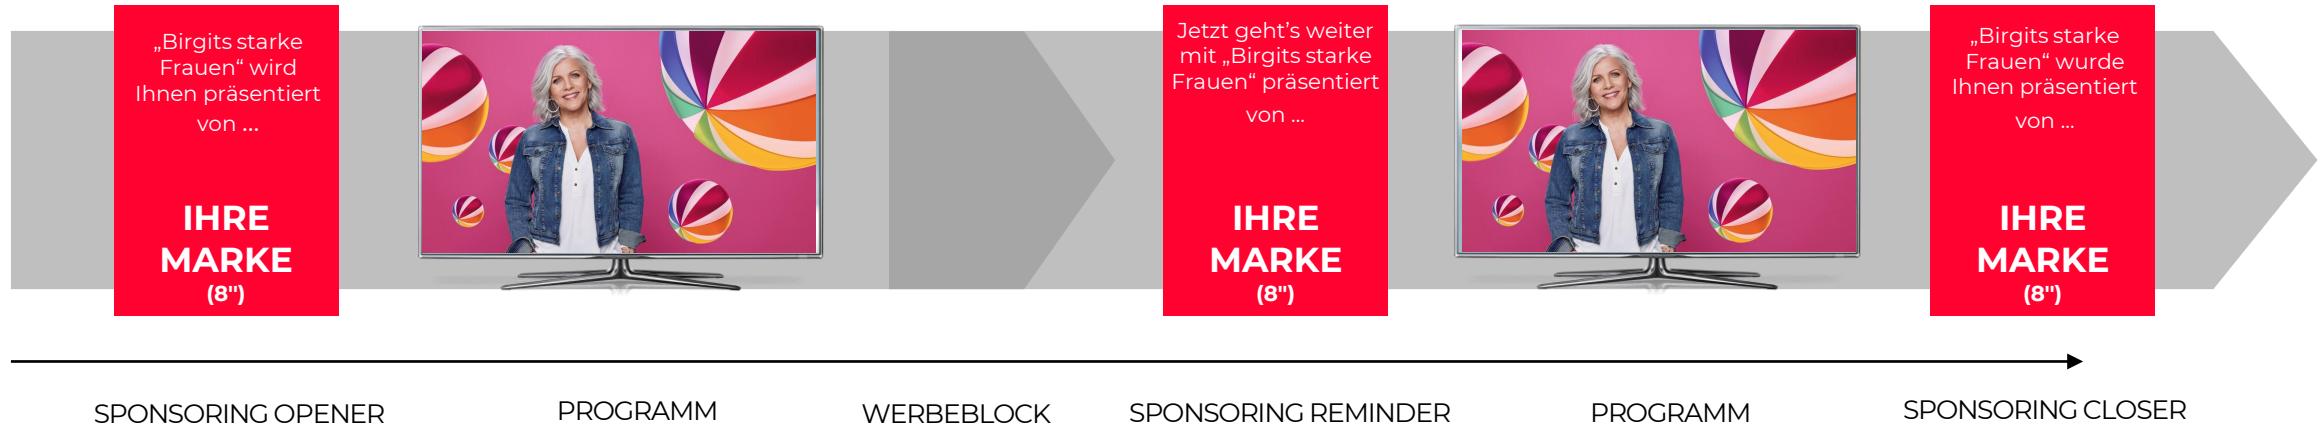 „Birgits starke
Frauen“ wird
Ihnen präsentiert
von ...
IHRE
MARKE
(8")
Jetzt geht’s weiter
mit „Birgits starke
Frauen“ präsentiert
von ...
IHRE
MARKE
(8")
„Birgits starke
Frauen“ wurde
Ihnen präsentiert
von ...
IHRE
MARKE
(8")
SPONSORING OPENER
PROGRAMM
WERBEBLOCK
SPONSORING REMINDER
PROGRAMM
SPONSORING CLOSER